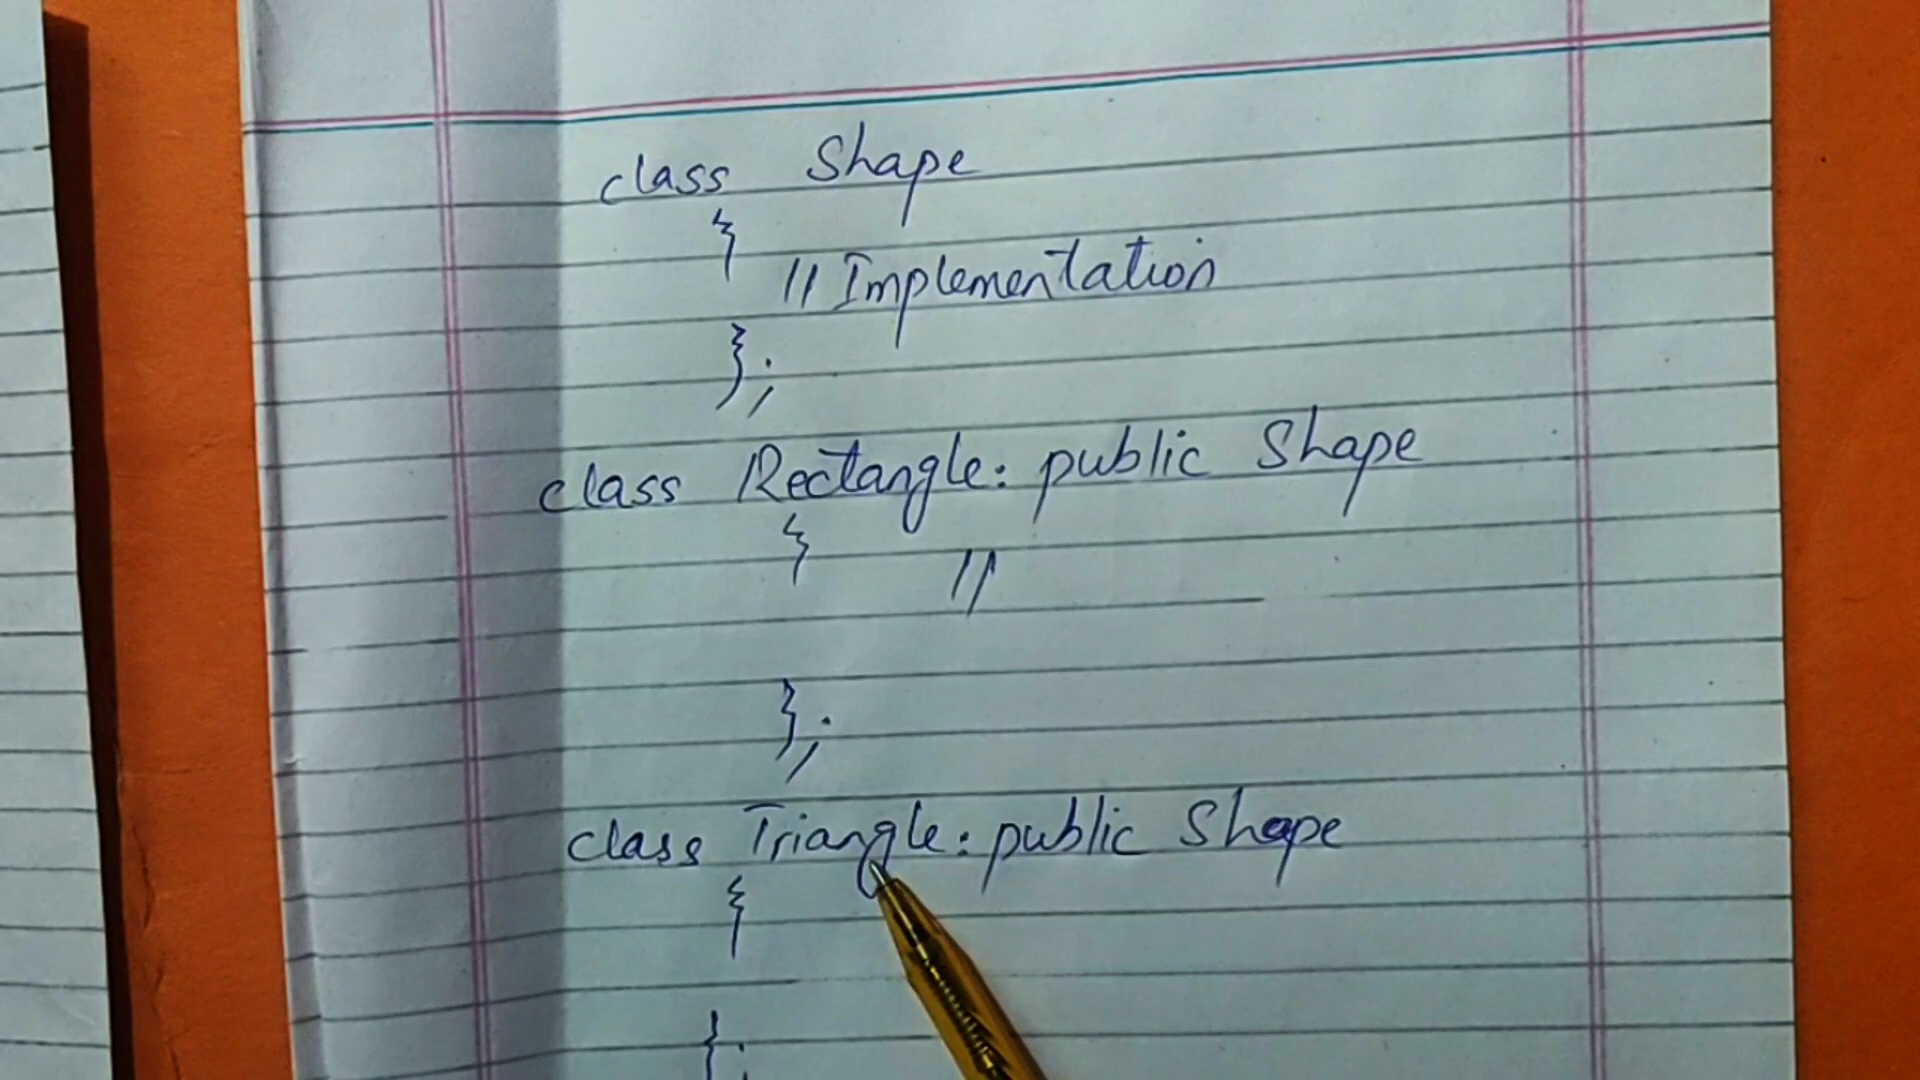 class Shape
{
// Implementation
};
class Rectangle: public Shape
{ //
};
class Triangle: public Shape
{
};